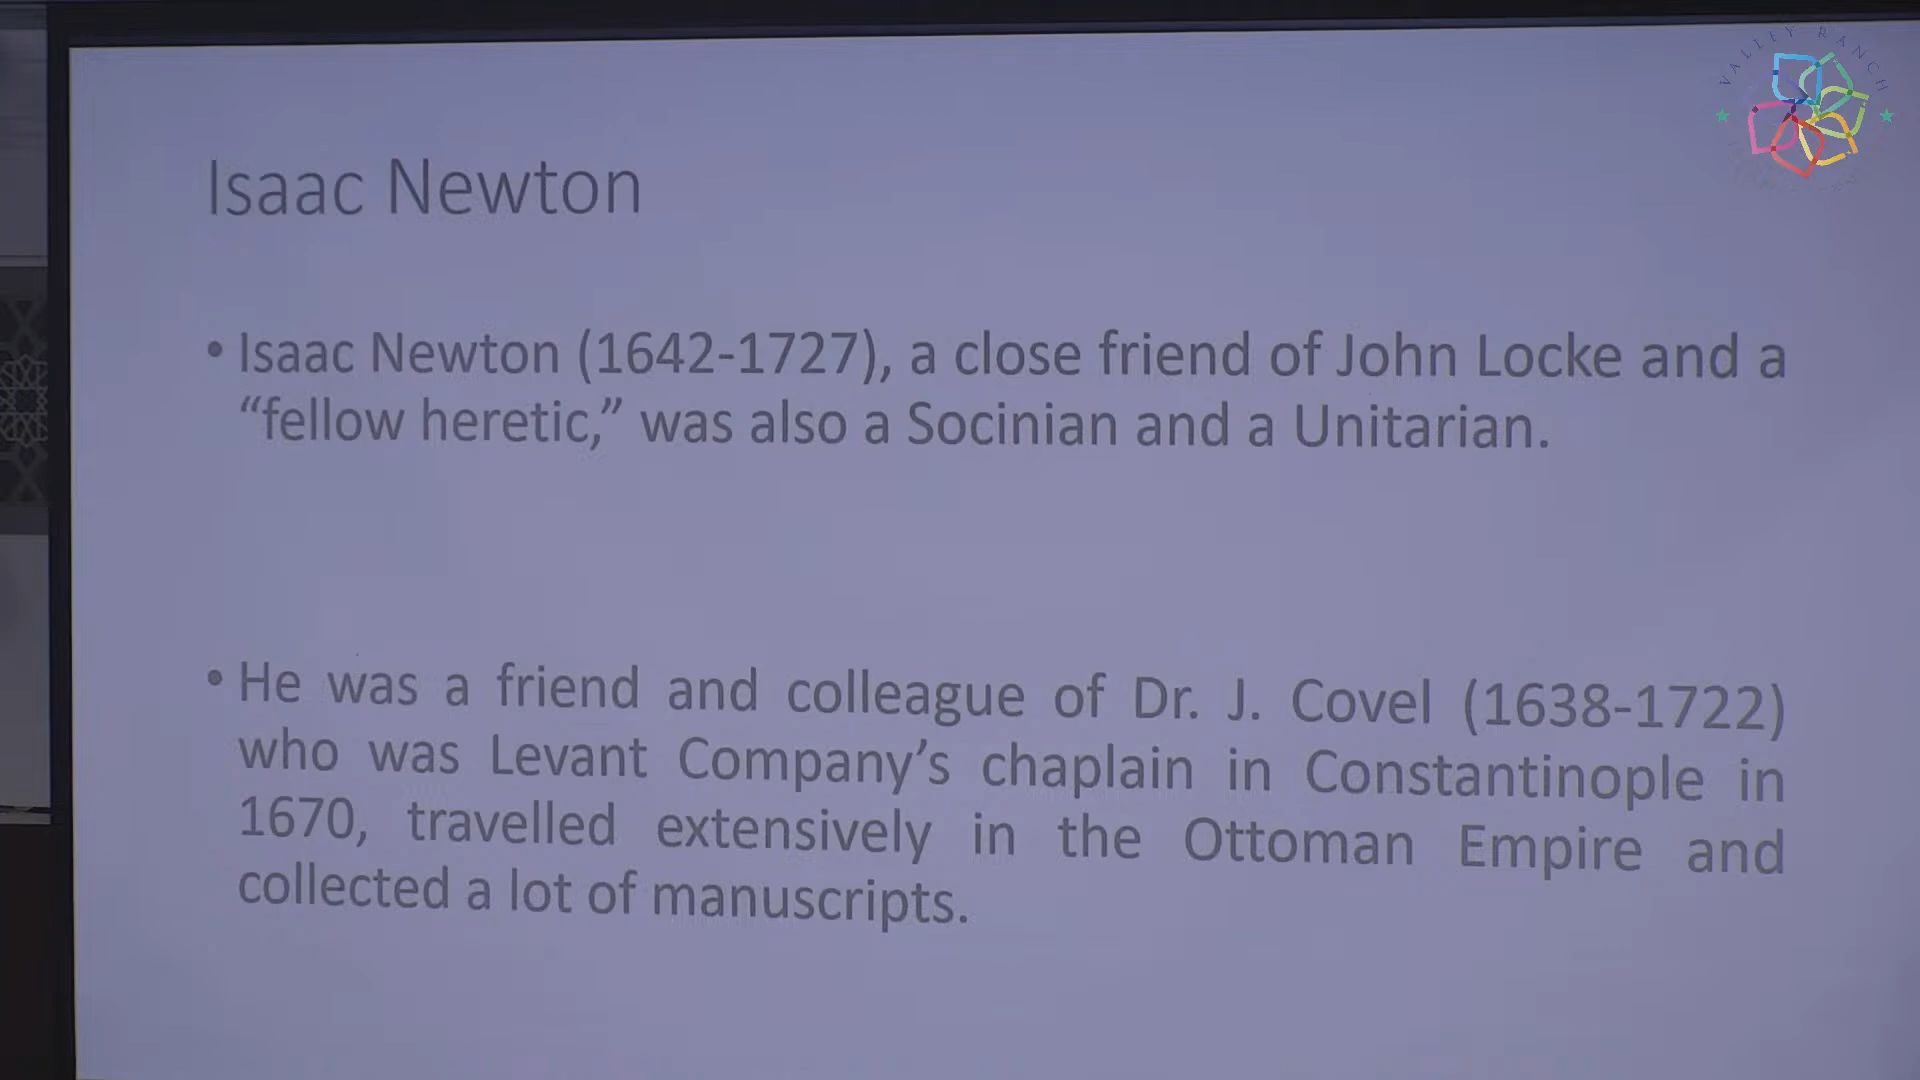 VALLEY RANCH
Isaac Newton
• Isaac Newton (1642-1727), a close friend of John Locke and a
“fellow heretic,” was also a Socinian and a Unitarian.
• He was a friend and colleague of Dr. J. Covel (1638-1722)
who was Levant Company’s chaplain in Constantinople in
1670, travelled extensively in the Ottoman Empire and
collected a lot of manuscripts.